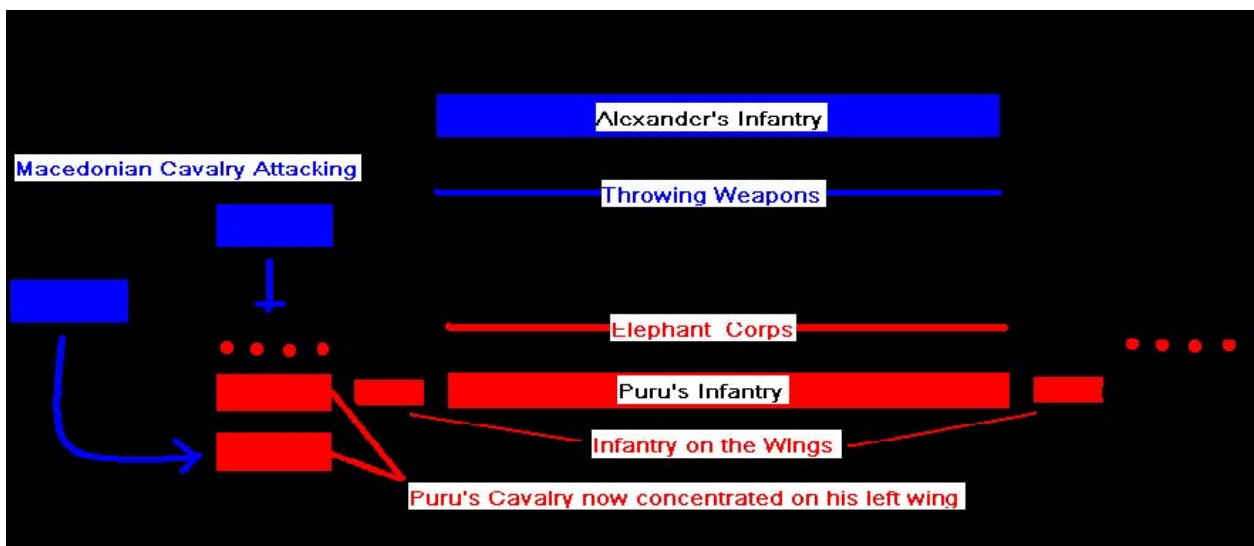 Alexander's Infantry
Macedonian Cavalry Attacking
Throwing Weapons
Elephant Corps
Puru's Infantry
Infantry on the Wings
Puru's Cavalry now concentrated on his left wing